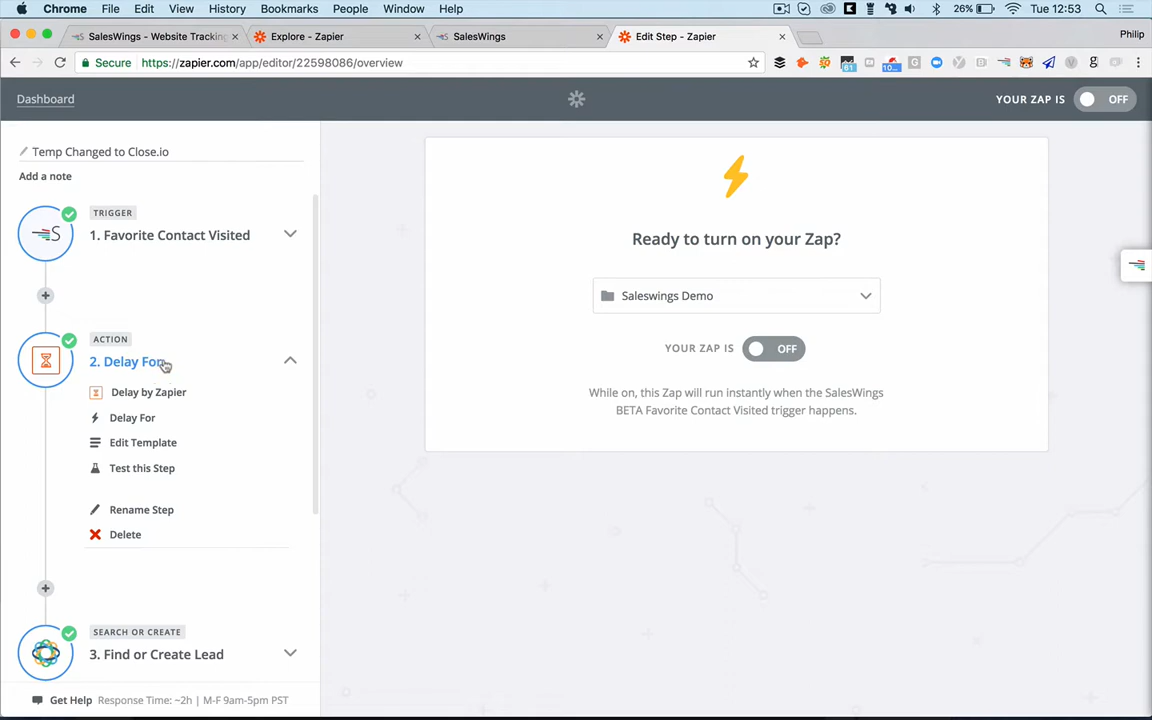 Chrome File Edit View History Bookmarks People Window Help 26% Tue 12:53
SalesWings - Website Tracking
Explore - Zapier
SalesWings
Edit Step - Zapier
Philip
Secure https://zapier.com/app/editor/22598086/overview
Dashboard
YOUR ZAP IS OFF
Temp Changed to Close.io
Add a note
TRIGGER
1. Favorite Contact Visited
ACTION
2. Delay For
Delay by Zapier
Delay For
Edit Template
Test this Step
Rename Step
Delete
SEARCH OR CREATE
3. Find or Create Lead
Get Help Response Time: ~2h | M-F 9am-5pm PST
Ready to turn on your Zap?
Saleswings Demo
YOUR ZAP IS OFF
While on, this Zap will run instantly when the SalesWings
BETA Favorite Contact Visited trigger happens.